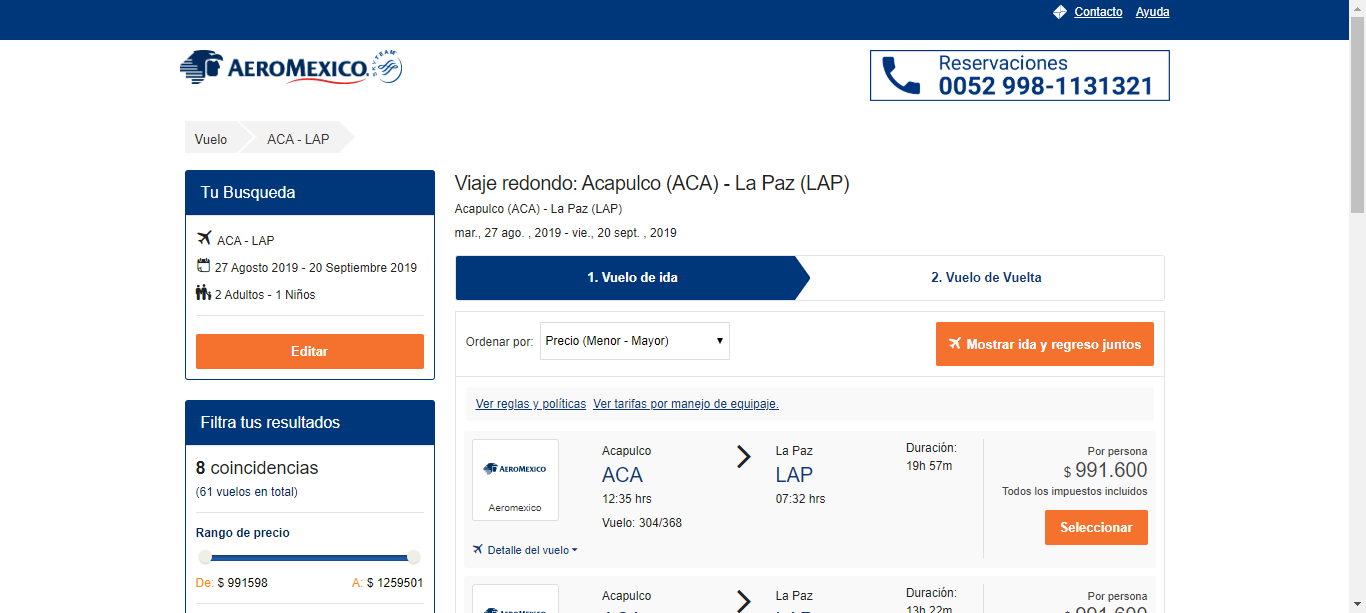 Contacto Ayuda
AEROMEXICO. SKYTEAM
Reservaciones
0052 998-1131321
Vuelo ACA - LAP
Tu Busqueda
ACA - LAP
27 Agosto 2019 - 20 Septiembre 2019
2 Adultos - 1 Niños
Editar
Filtra tus resultados
8 coincidencias
(61 vuelos en total)
Rango de precio
De: $ 991598 A: $ 1259501
Viaje redondo: Acapulco (ACA) - La Paz (LAP)
Acapulco (ACA) - La Paz (LAP)
mar., 27 ago. , 2019 - vie., 20 sept. , 2019
1. Vuelo de ida 2. Vuelo de Vuelta
Ordenar por: Precio (Menor - Mayor)
Mostrar ida y regreso juntos
Ver reglas y políticas Ver tarifas por manejo de equipaje.
AEROMEXICO
Aeromexico
Acapulco
ACA
12:35 hrs
Vuelo: 304/368
La Paz
LAP
07:32 hrs
Duración:
19h 57m
Por persona
$ 991.600
Todos los impuestos incluidos
Seleccionar
Detalle del vuelo
AEROMEXICO
Acapulco
ACA
La Paz
LAP
Duración:
13h 22m
Por persona
$ 991.600